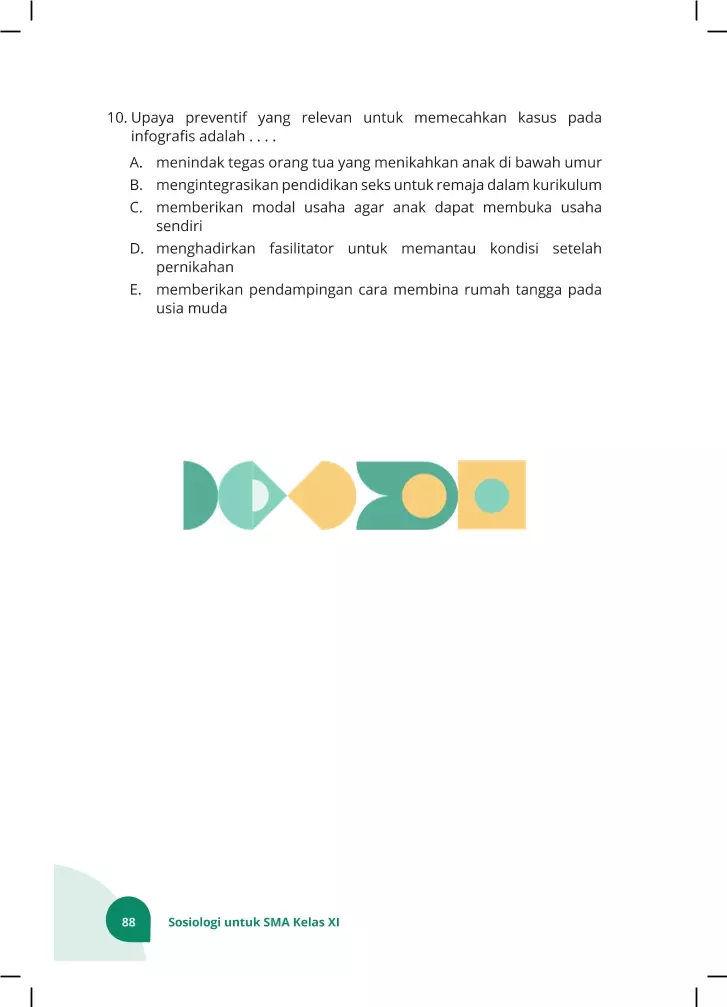 10. Upaya preventif yang relevan untuk memecahkan kasus pada
infografis adalah . . . .
A. menindak tegas orang tua yang menikahkan anak di bawah umur
B. mengintegrasikan pendidikan seks untuk remaja dalam kurikulum
C. memberikan modal usaha agar anak dapat membuka usaha
sendiri
D. menghadirkan fasilitator untuk memantau kondisi setelah
pernikahan
E. memberikan pendampingan cara membina rumah tangga pada
usia muda
88 Sosiologi untuk SMA Kelas XI